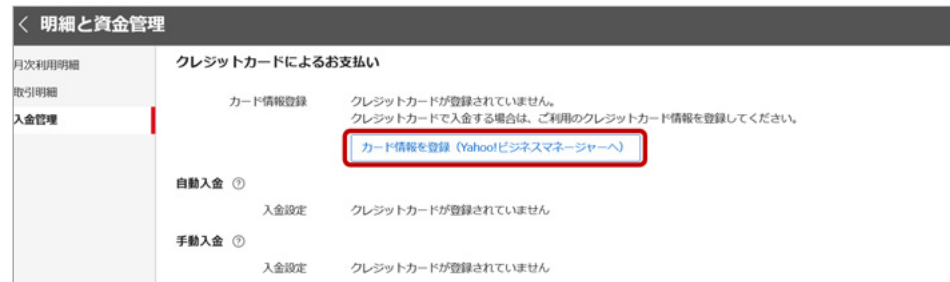 < 明細と資金管理
月次利用明細
取引明細
入金管理
クレジットカードによるお支払い
カード情報登録 クレジットカードが登録されていません。
クレジットカードで入金する場合は、ご利用のクレジットカード情報を登録してください。
カード情報を登録（Yahoo!ビジネスマネージャーへ）
自動入金 ?
入金設定 クレジットカードが登録されていません
手動入金 ?
入金設定 クレジットカードが登録されていません